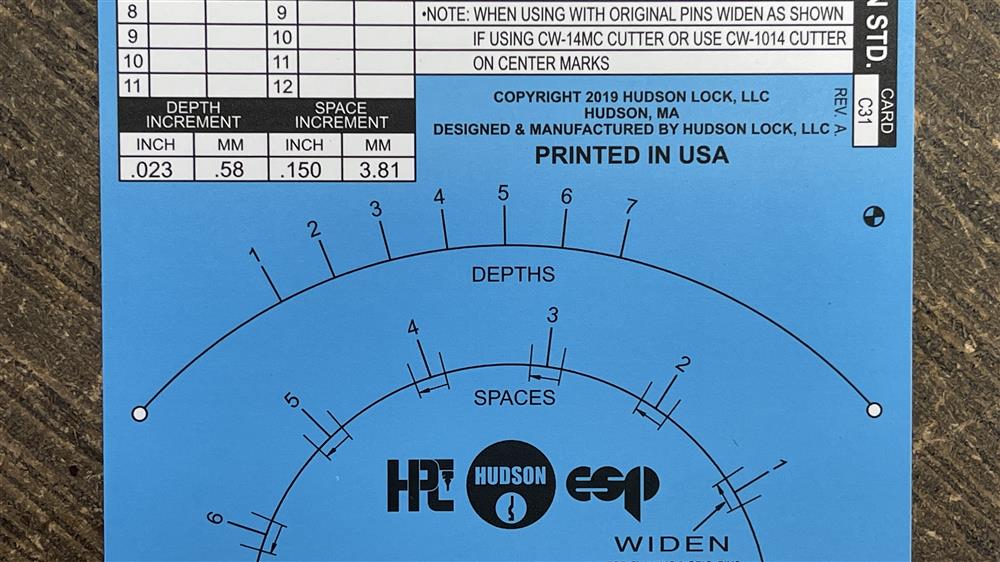 8 9
9 10
10 11
11 12
•NOTE: WHEN USING WITH ORIGINAL PINS WIDEN AS SHOWN
IF USING CW-14MC CUTTER OR USE CW-1014 CUTTER
ON CENTER MARKS
N STD.
CARD
C31
REV. A
DEPTH INCREMENT SPACE INCREMENT
INCH MM INCH MM
.023 .58 .150 3.81
COPYRIGHT 2019 HUDSON LOCK, LLC
HUDSON, MA
DESIGNED & MANUFACTURED BY HUDSON LOCK, LLC
PRINTED IN USA
1 2 3 4 5 6 7
DEPTHS
6 5 4 3 2 1
SPACES
HPC HUDSON esp
WIDEN